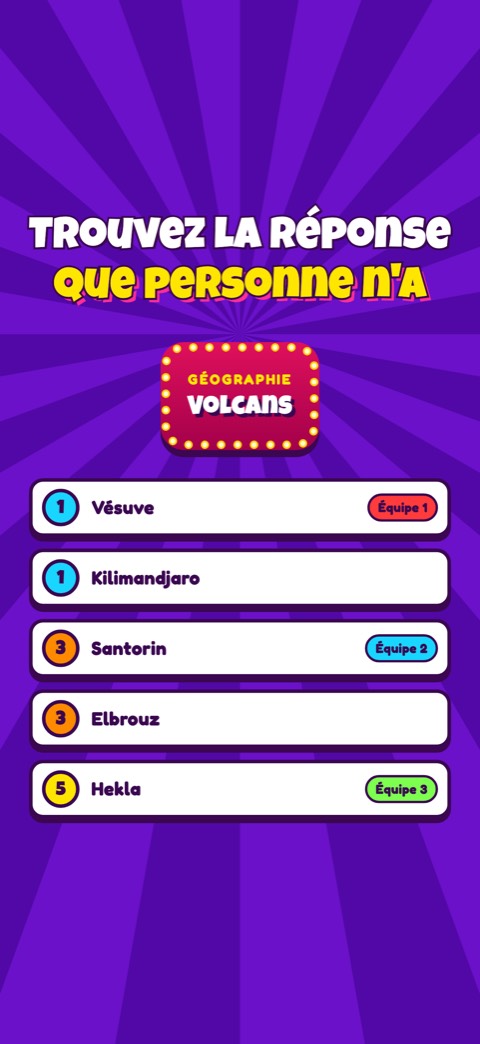 Trouvez la réponse
que personne n'a
GÉOGRAPHIE
Volcans
1 Vésuve Équipe 1
1 Kilimandjaro
3 Santorin Équipe 2
3 Elbrouz
5 Hekla Équipe 3